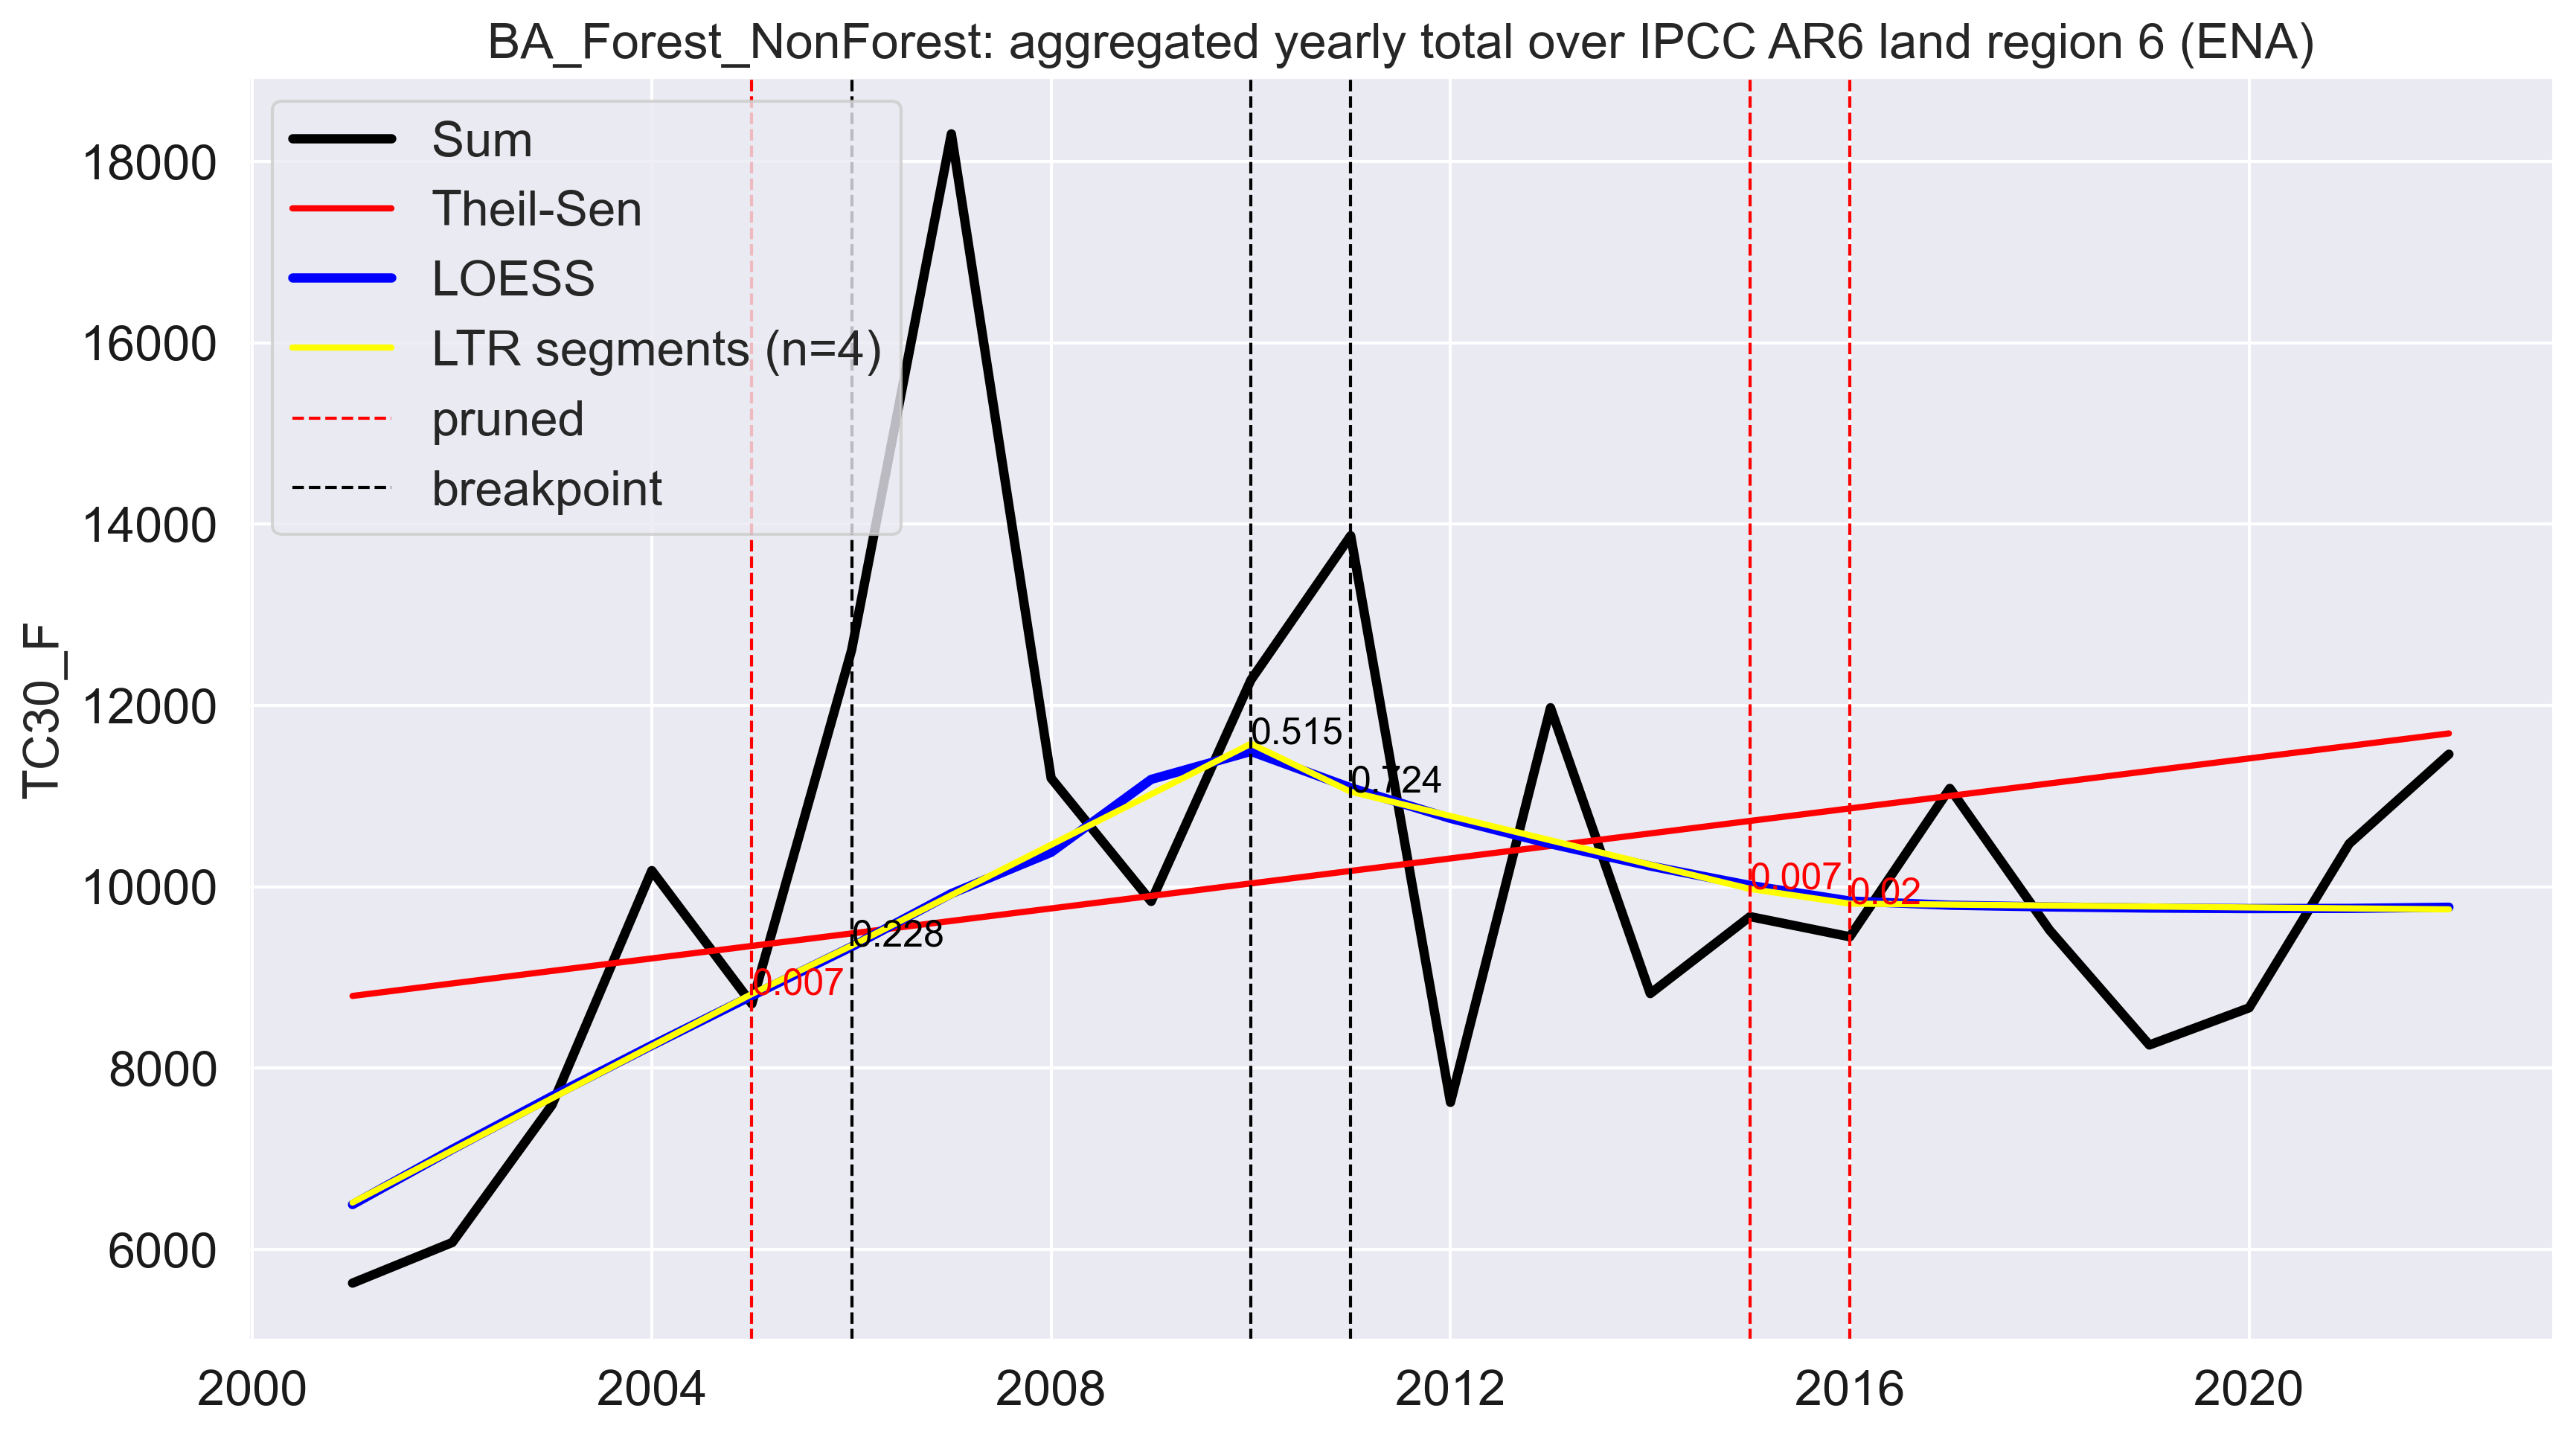 BA_Forest_NonForest: aggregated yearly total over IPCC AR6 land region 6 (ENA)
Sum
Theil-Sen
LOESS
LTR segments (n=4)
pruned
breakpoint
TC30_F
18000
16000
14000
12000
10000
8000
6000
0.515
0.724
0.007
0.02
0.228
0.007
2000
2004
2008
2012
2016
2020